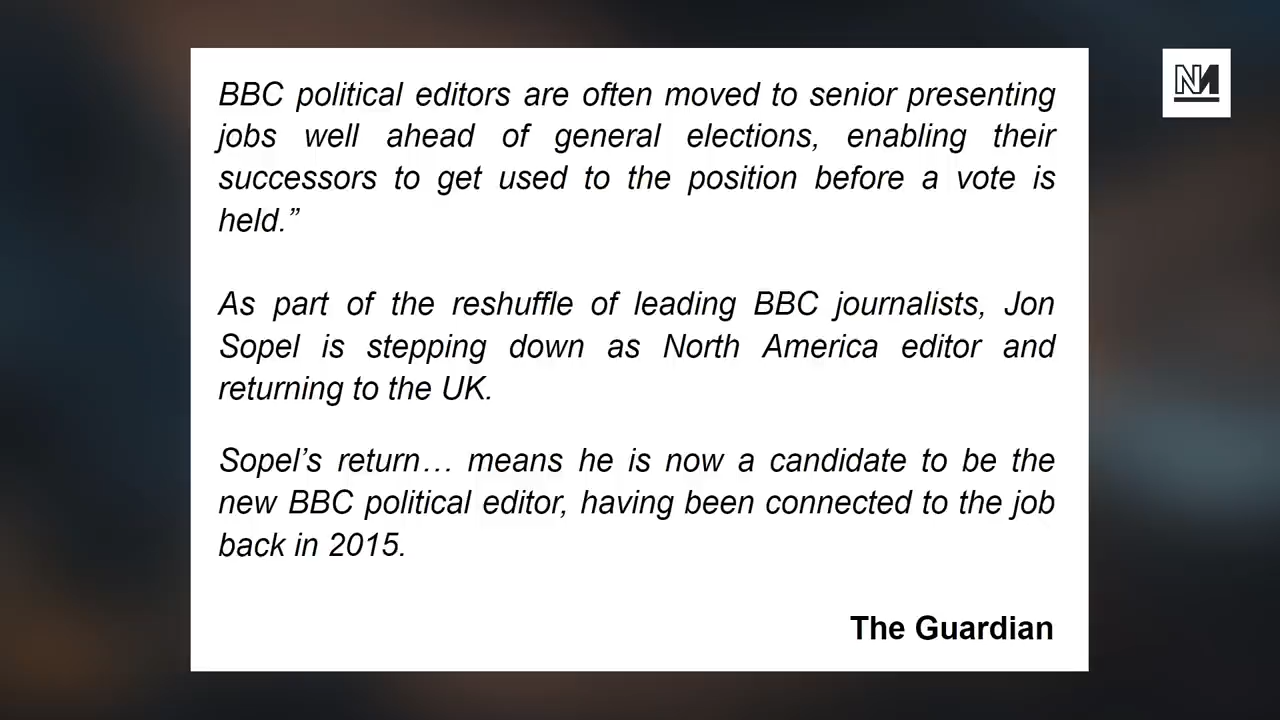 BBC political editors are often moved to senior presenting
jobs well ahead of general elections, enabling their
successors to get used to the position before a vote is
held.”
As part of the reshuffle of leading BBC journalists, Jon
Sopel is stepping down as North America editor and
returning to the UK.
Sopel’s return… means he is now a candidate to be the
new BBC political editor, having been connected to the job
back in 2015.
The Guardian
NM